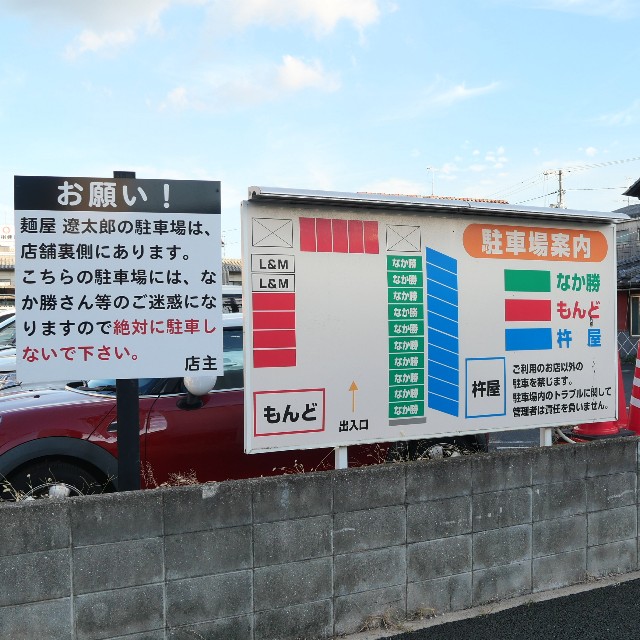 お願い！
麺屋 遼太郎の駐車場は、
店舗裏側にあります。
こちらの駐車場には、な
か勝さん等のご迷惑にな
りますので絶対に駐車し
ないで下さい。
店主
駐車場案内
L&M
L&M
なか勝
なか勝
なか勝
なか勝
なか勝
なか勝
なか勝
なか勝
なか勝
なか勝
もんど
出入口
杵屋
なか勝
もんど
杵屋
ご利用のお店以外の
駐車を禁じます。
駐車場内のトラブルに関して
管理者は責任を負いません。